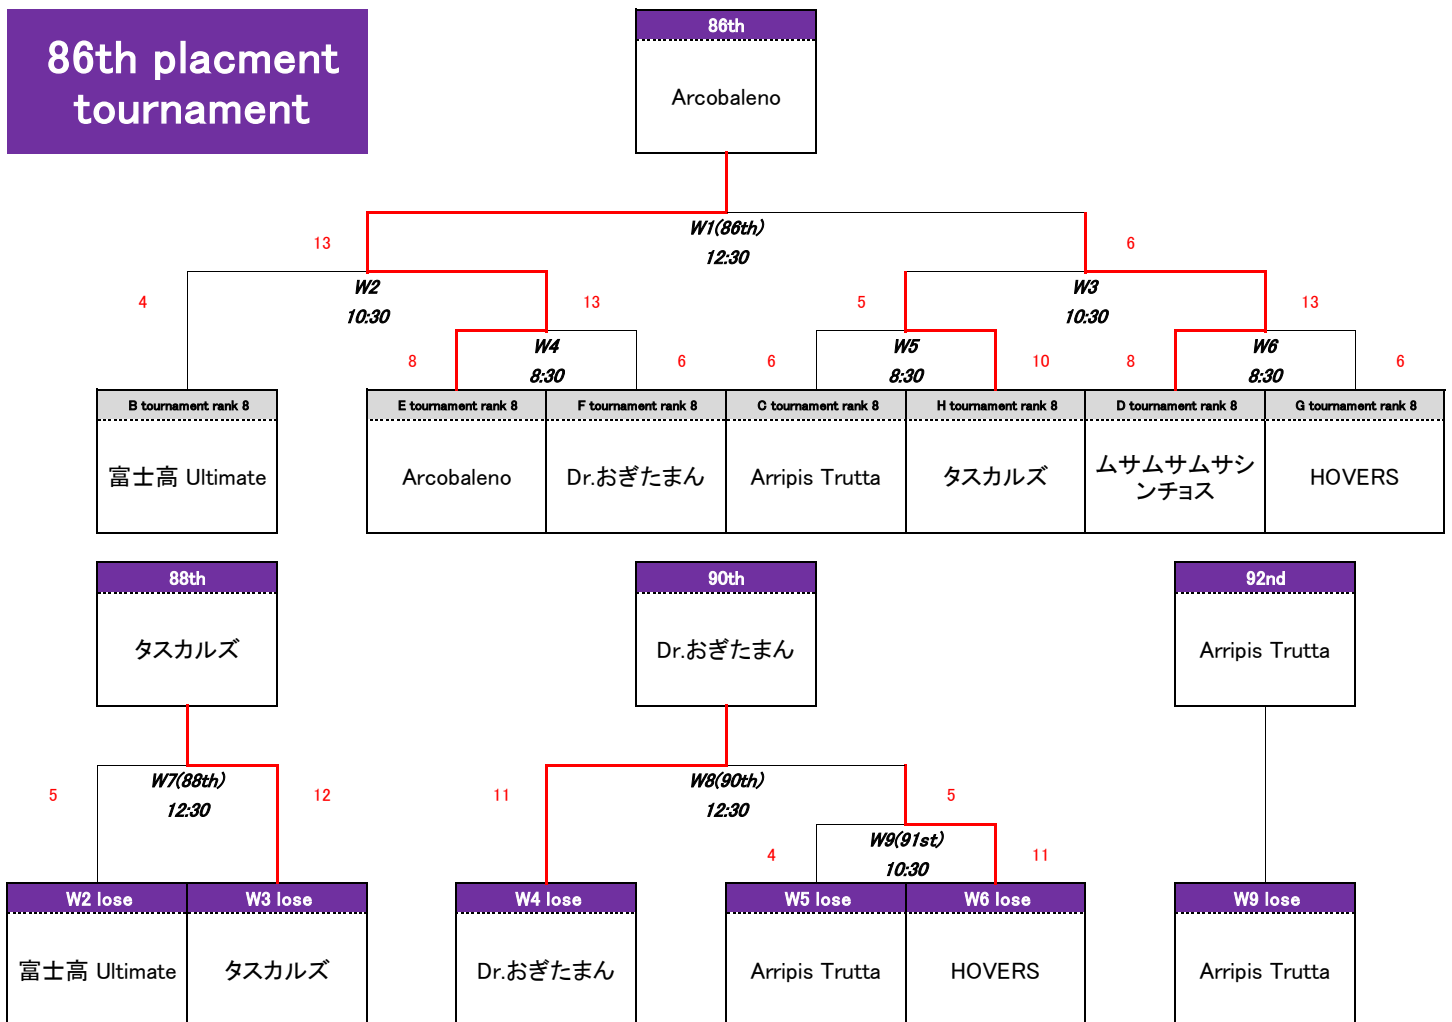 86th placment
tournament
86th
Arcobaleno
W1(86th)
12:30
13
6
W2
10:30
W3
10:30
4
13
5
13
W4
8:30
W5
8:30
W6
8:30
8
6
6
10
8
6
B tournament rank 8
E tournament rank 8
F tournament rank 8
C tournament rank 8
H tournament rank 8
D tournament rank 8
G tournament rank 8
富士高 Ultimate
Arcobaleno
Dr.おぎたまん
Arripis Trutta
タスカルズ
ムサムサムサシ
ンチョス
HOVERS
88th
90th
92nd
タスカルズ
Dr.おぎたまん
Arripis Trutta
W7(88th)
12:30
5
12
W8(90th)
12:30
11
5
W9(91st)
10:30
4
11
W2 lose
W3 lose
W4 lose
W5 lose
W6 lose
W9 lose
富士高 Ultimate
タスカルズ
Dr.おぎたまん
Arripis Trutta
HOVERS
Arripis Trutta